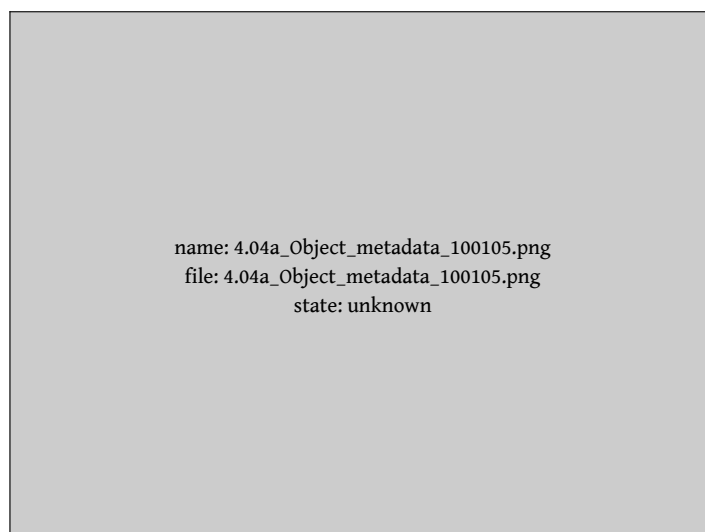 name: 4.04a_Object_metadata_100105.png
file: 4.04a_Object_metadata_100105.png
state: unknown